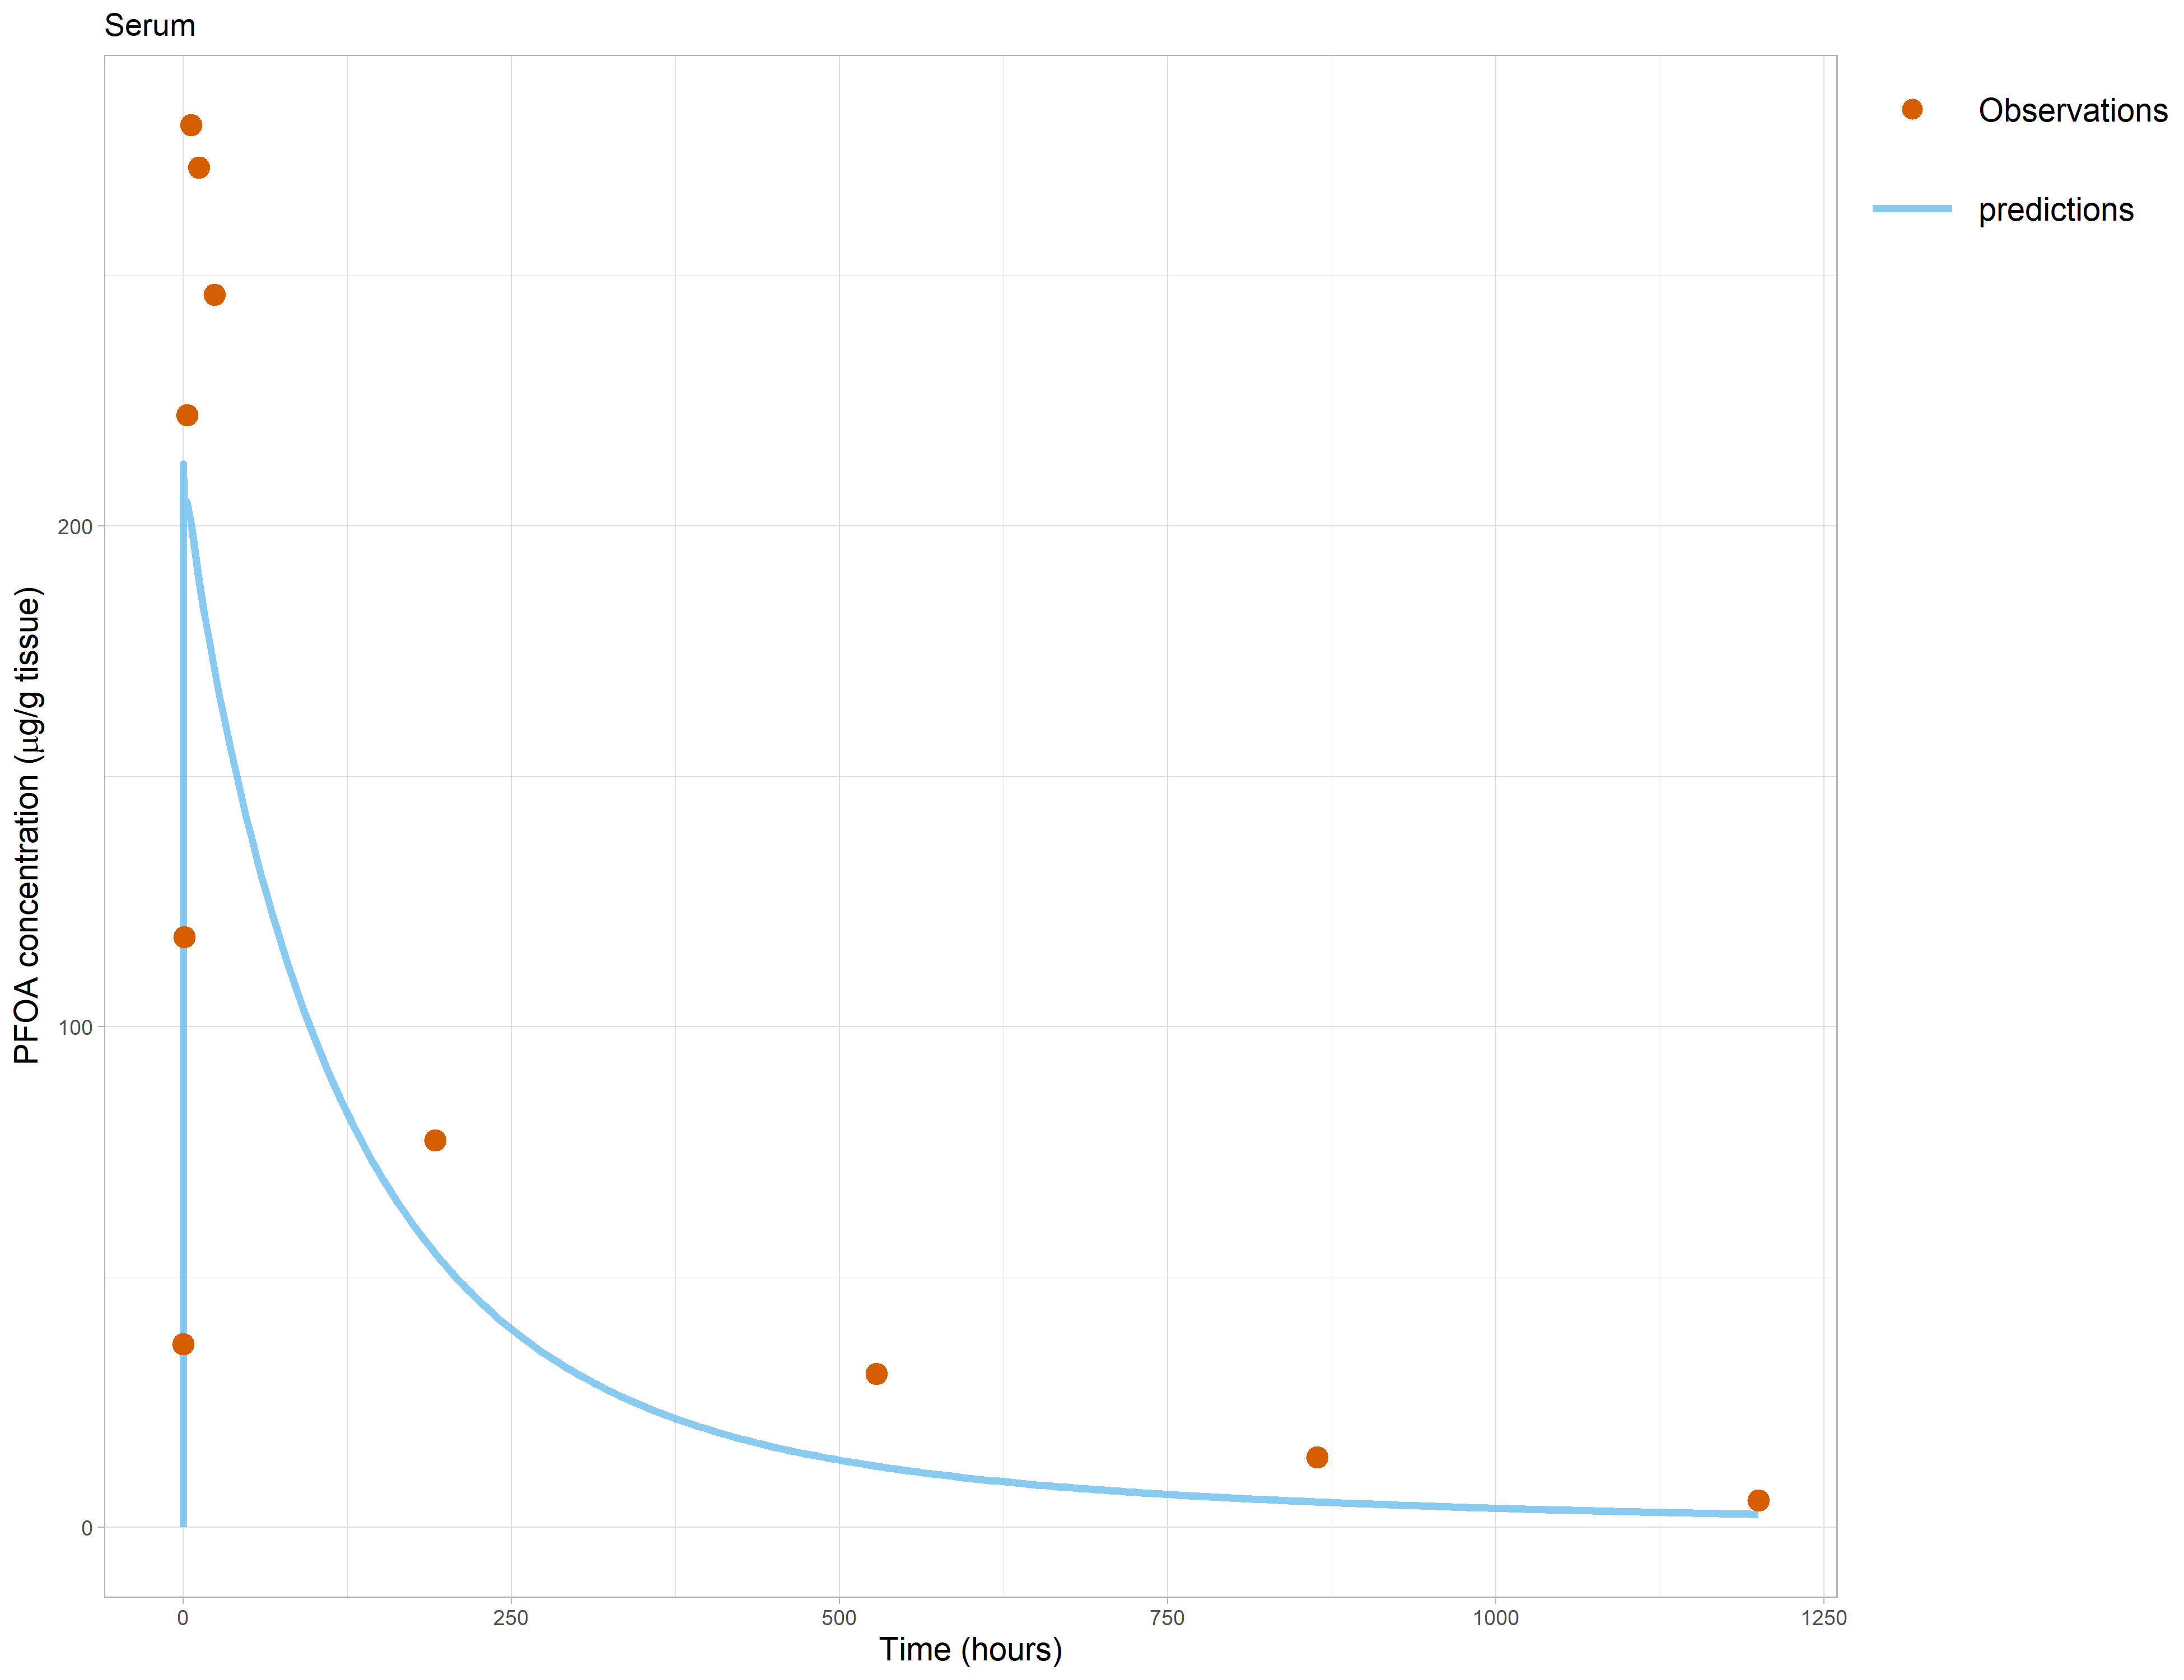 Serum
Observations
predictions
PFOA concentration (μg/g tissue)
200
100
0
0
250
500
750
1000
1250
Time (hours)